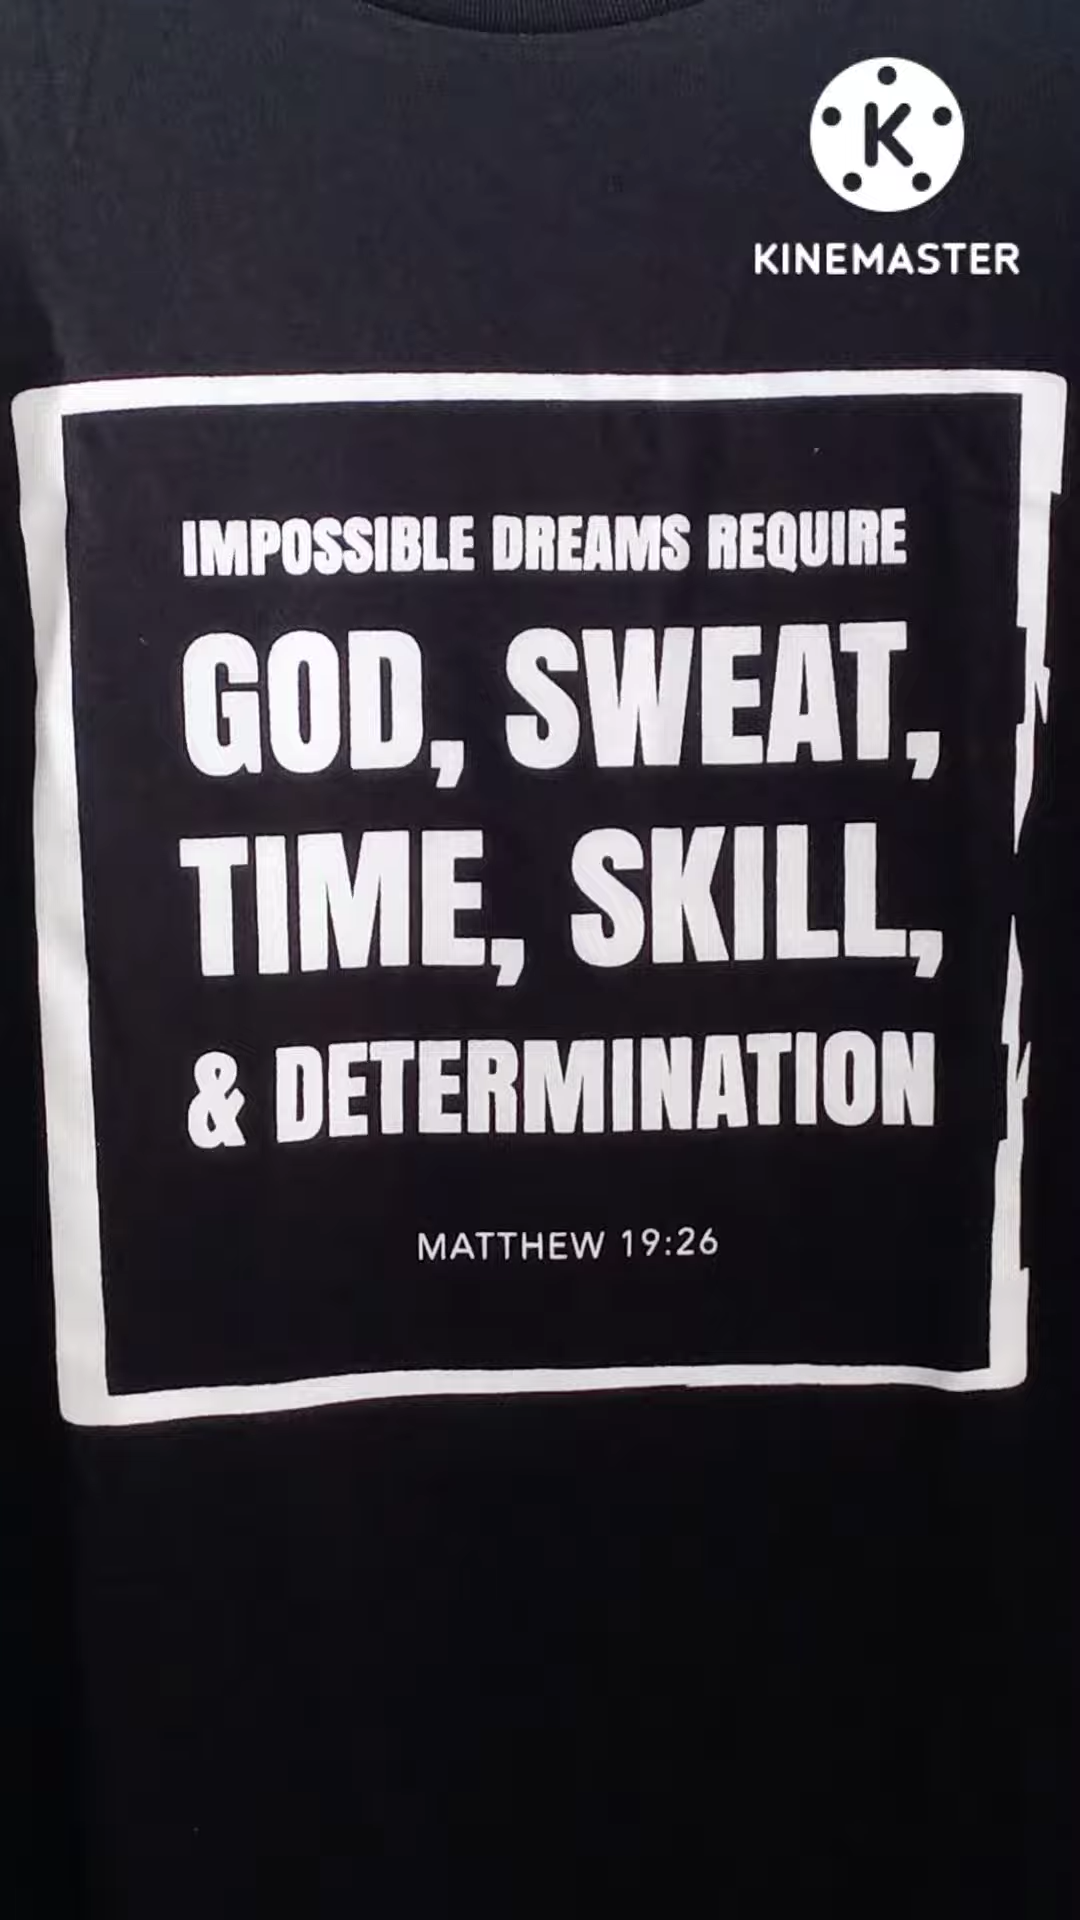 K
KINEMASTER
IMPOSSIBLE DREAMS REQUIRE
GOD, SWEAT,
TIME, SKILL,
& DETERMINATION
MATTHEW 19:26